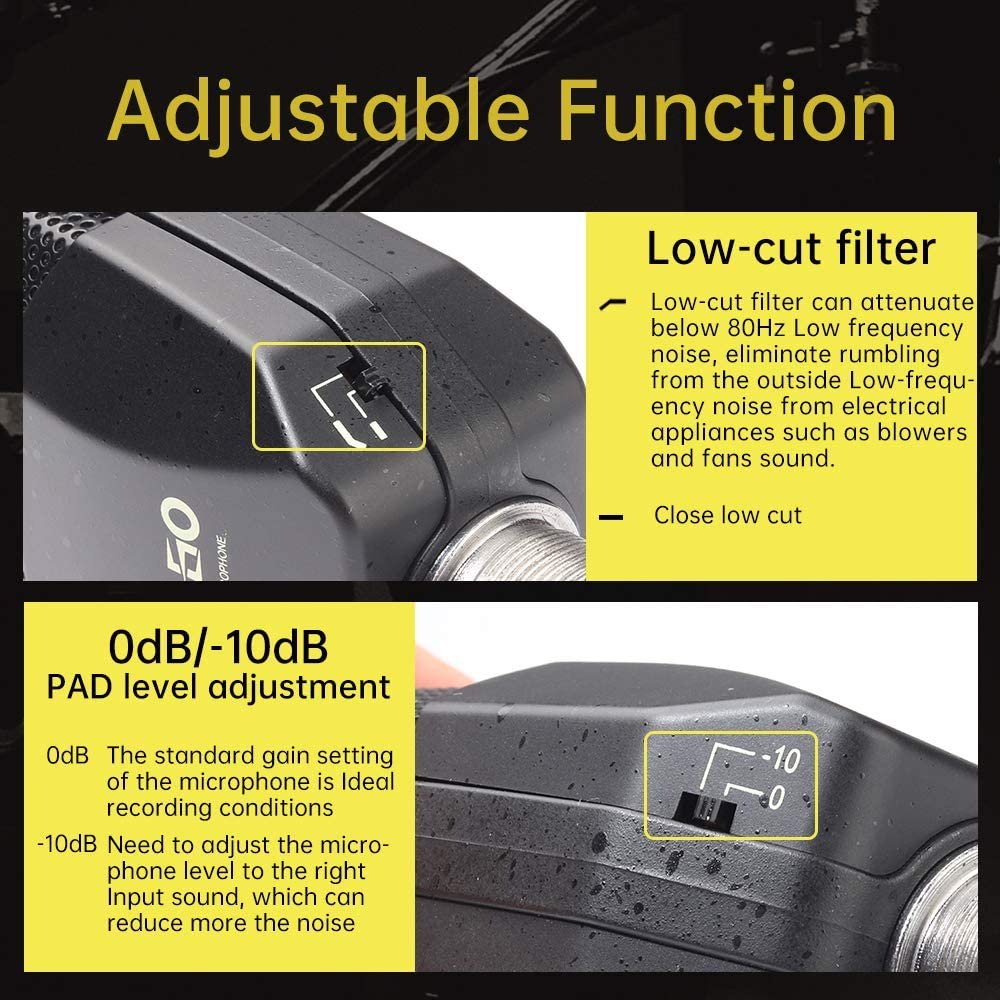 Adjustable Function
Low-cut filter
Low-cut filter can attenuate
below 80Hz Low frequency
noise, eliminate rumbling
from the outside Low-frequ-
ency noise from electrical
appliances such as blowers
and fans sound.
Close low cut
50
OPHONE
0dB/-10dB
PAD level adjustment
0dB The standard gain setting
of the microphone is Ideal
recording conditions
-10dB Need to adjust the micro-
phone level to the right
Input sound, which can
reduce more the noise
-10
0